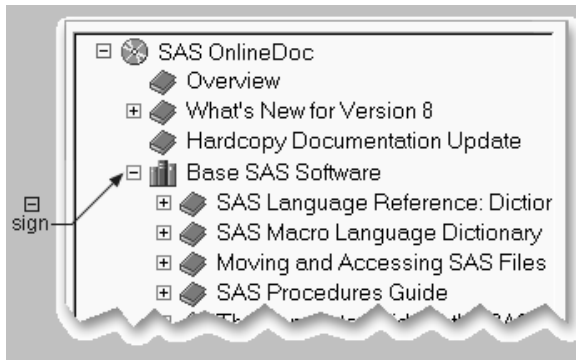 SAS OnlineDoc
Overview
What's New for Version 8
Hardcopy Documentation Update
Base SAS Software
sign
SAS Language Reference: Diction
SAS Macro Language Dictionary
Moving and Accessing SAS Files
SAS Procedures Guide